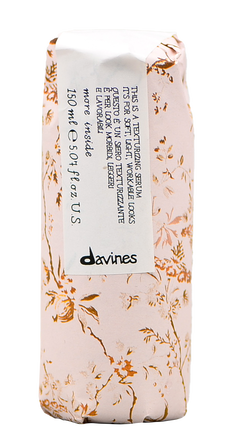 THIS IS A TEXTURIZING SERUM
IT'S FOR SOFT, LIGHT, WORKABLE LOOKS
QUESTO È UN SIERO TEXTURIZZANTE
È PER LOOK MORBIDI, LEGGERI
E LAVORABILI
more inside
150 ml e 5.07 fl oz U.S.
davines